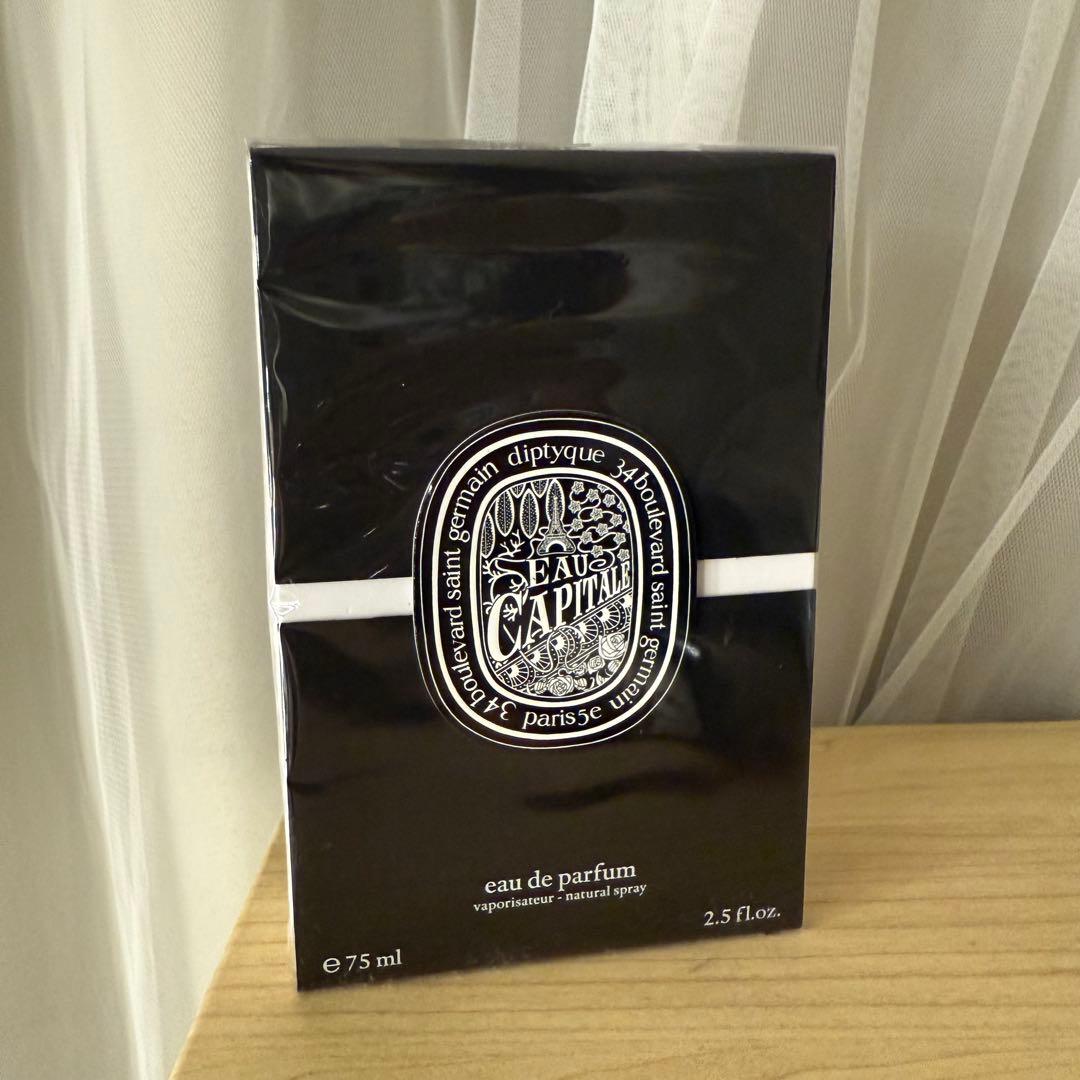 diptyque 34 boulevard saint germain paris5e 34 boulevard saint germain
EAU
CAPITALE
eau de parfum
vaporisateur - natural spray
2.5 fl.oz.
℮ 75 ml